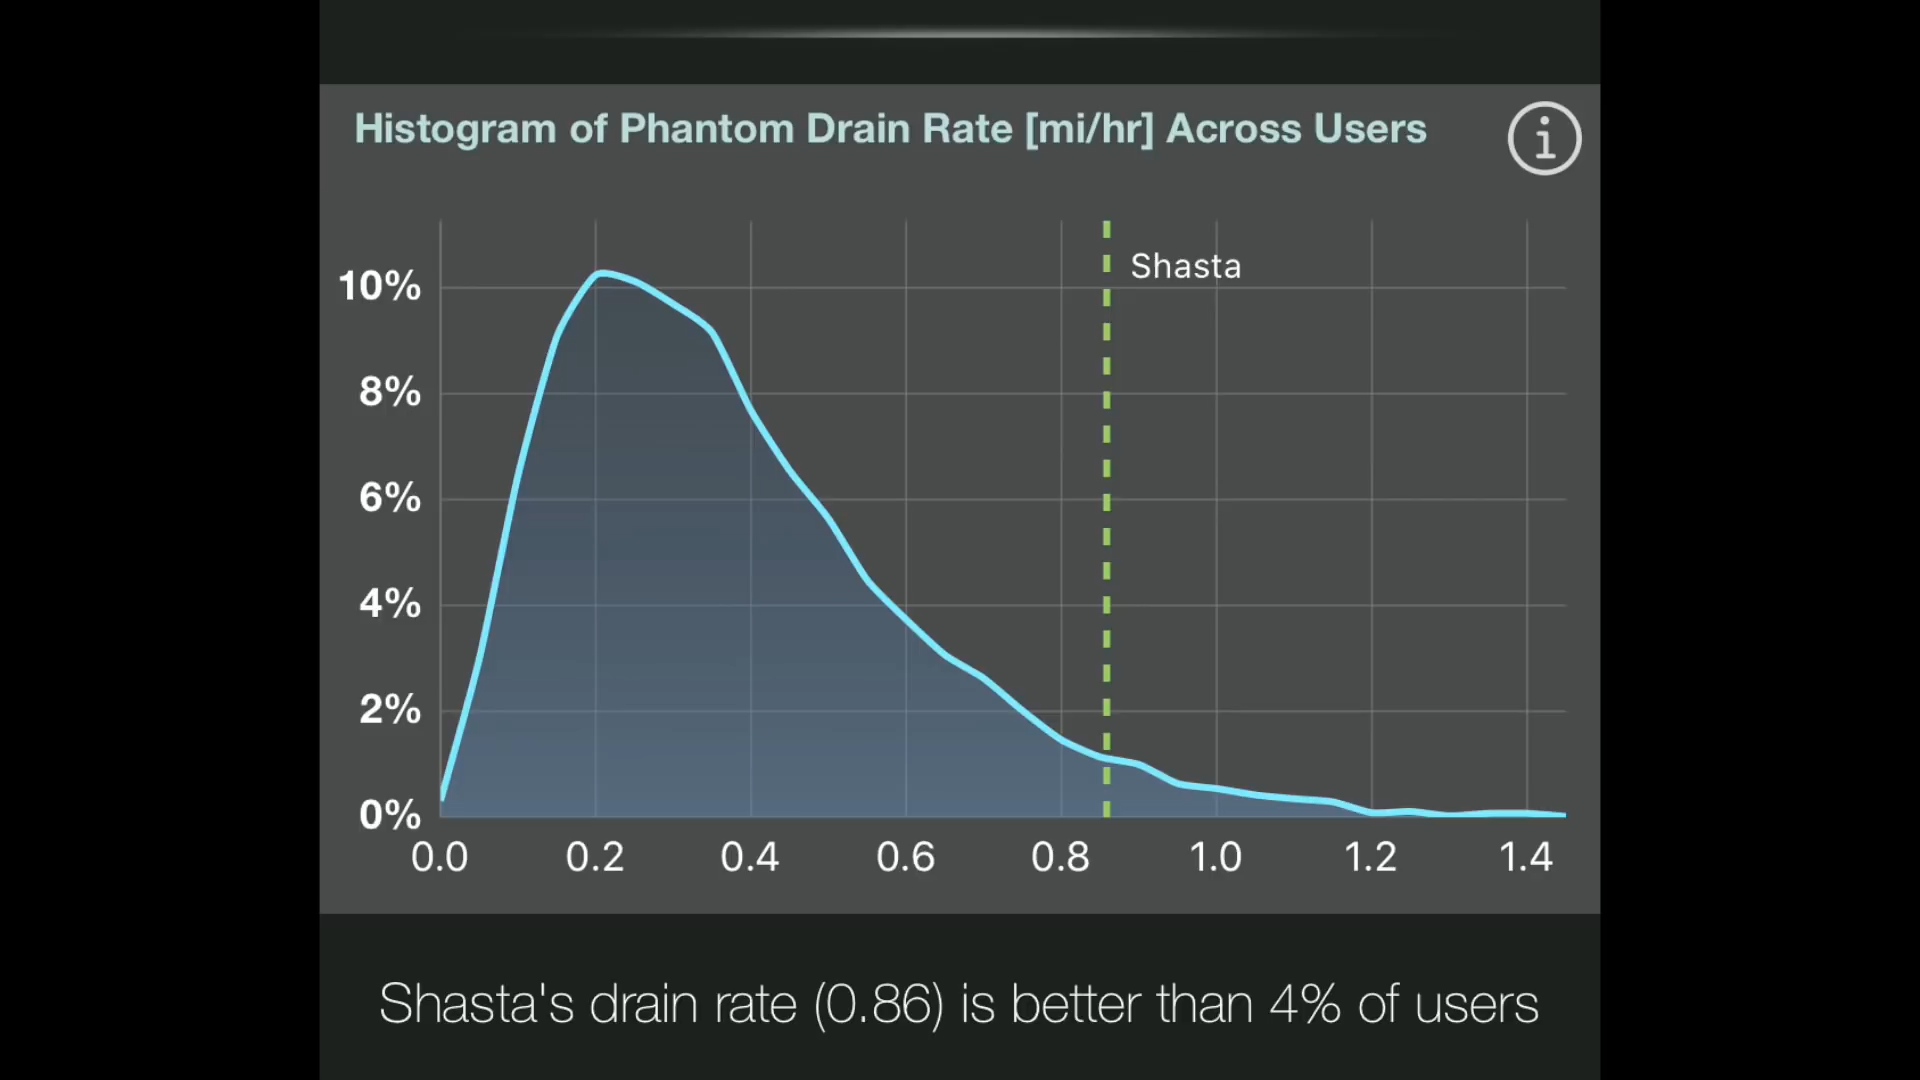 Histogram of Phantom Drain Rate [mi/hr] Across Users
i
Shasta
10%
8%
6%
4%
2%
0%
0.0 0.2 0.4 0.6 0.8 1.0 1.2 1.4
Shasta's drain rate (0.86) is better than 4% of users